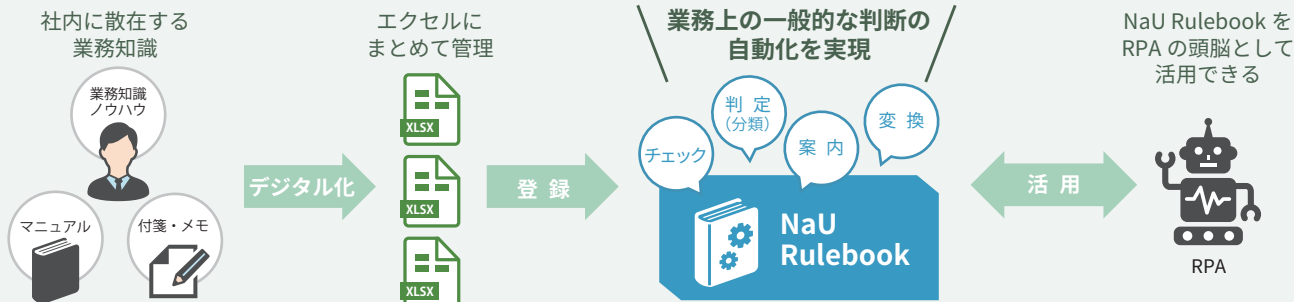 社内に散在する
業務知識
業務知識
ノウハウ
マニュアル
付箋・メモ
デジタル化
エクセルに
まとめて管理
XLSX
XLSX
XLSX
登 録
業務上の一般的な判断の
自動化を実現
チェック
判 定
（分類）
案 内
変 換
NaU
Rulebook
活 用
NaU Rulebook を
RPA の頭脳として
活用できる
RPA